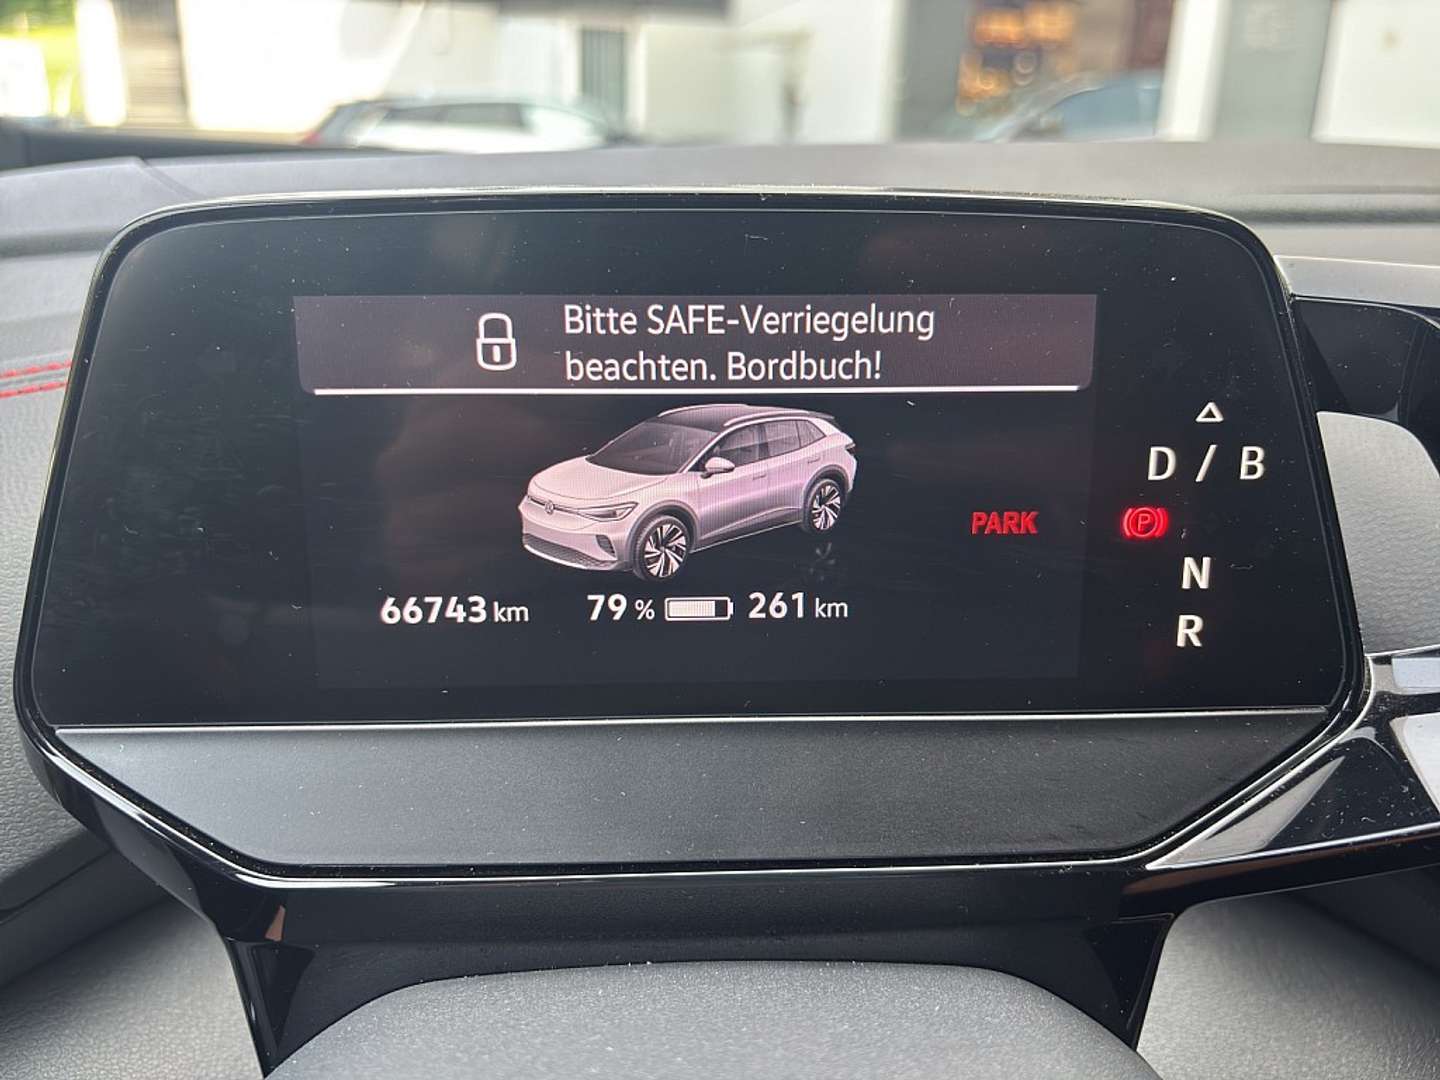 Bitte SAFE-Verriegelung
beachten. Bordbuch!
D / B
PARK
P
N
R
66743 km
79 %
261 km